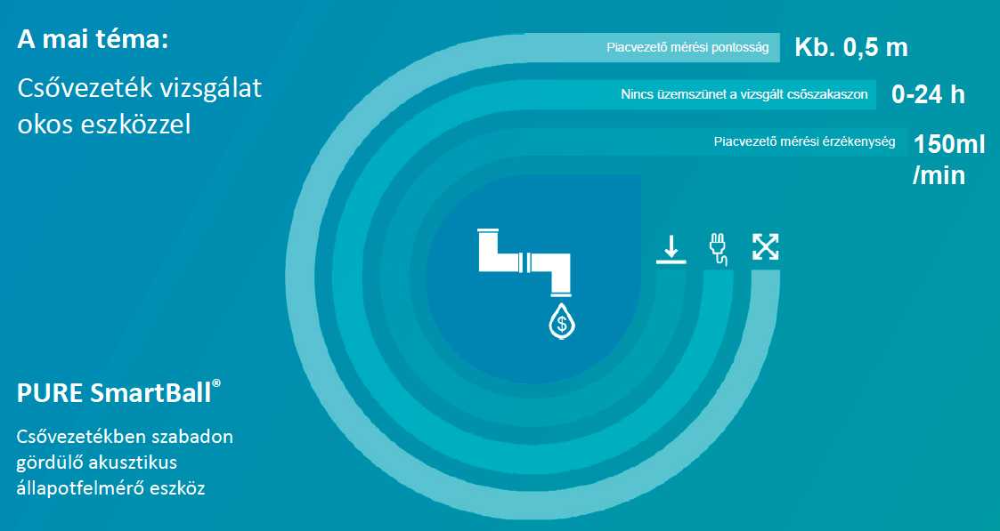 A mai téma:
Csővezeték vizsgálat
okos eszközzel
Piacvezető mérési pontosság
Kb. 0,5 m
Nincs üzemszünet a vizsgált csőszakaszon
0-24 h
Piacvezető mérési érzékenység
150ml
/min
$
PURE SmartBall®
Csővezetékben szabadon
gördülő akusztikus
állapotfelmérő eszköz